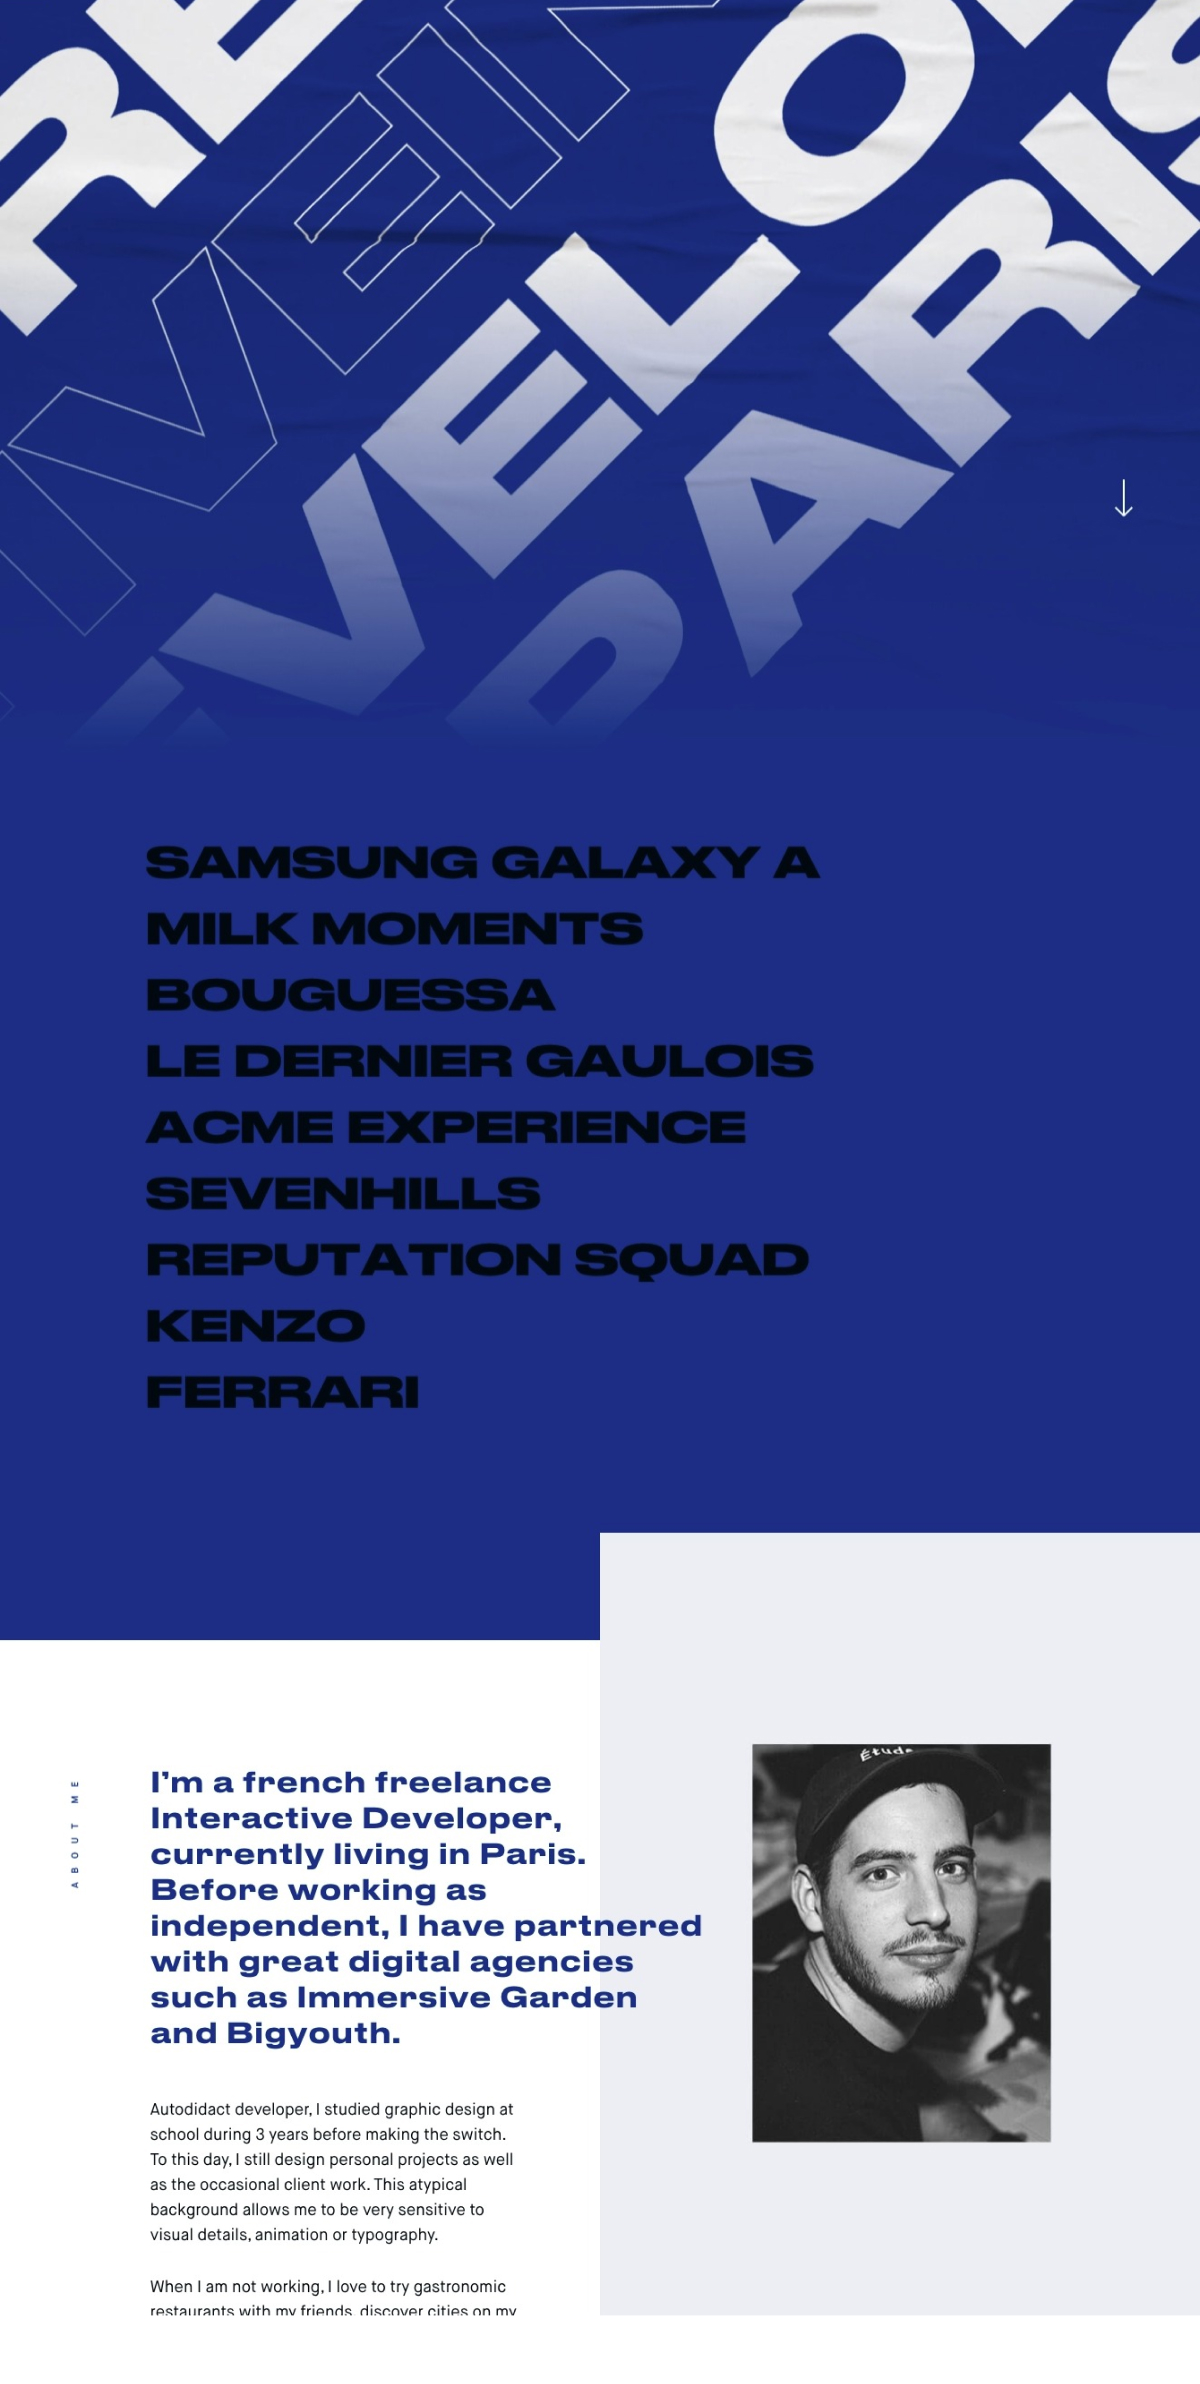 RE
IVEIN
EVELO
PARIS
SAMSUNG GALAXY A
MILK MOMENTS
BOUGUESSA
LE DERNIER GAULOIS
ACME EXPERIENCE
SEVENHILLS
REPUTATION SQUAD
KENZO
FERRARI
ABOUT ME
I’m a french freelance
Interactive Developer,
currently living in Paris.
Before working as
independent, I have partnered
with great digital agencies
such as Immersive Garden
and Bigyouth.
Étude
Autodidact developer, I studied graphic design at
school during 3 years before making the switch.
To this day, I still design personal projects as well
as the occasional client work. This atypical
background allows me to be very sensitive to
visual details, animation or typography.
When I am not working, I love to try gastronomic
restaurants with my friends, discover cities on my